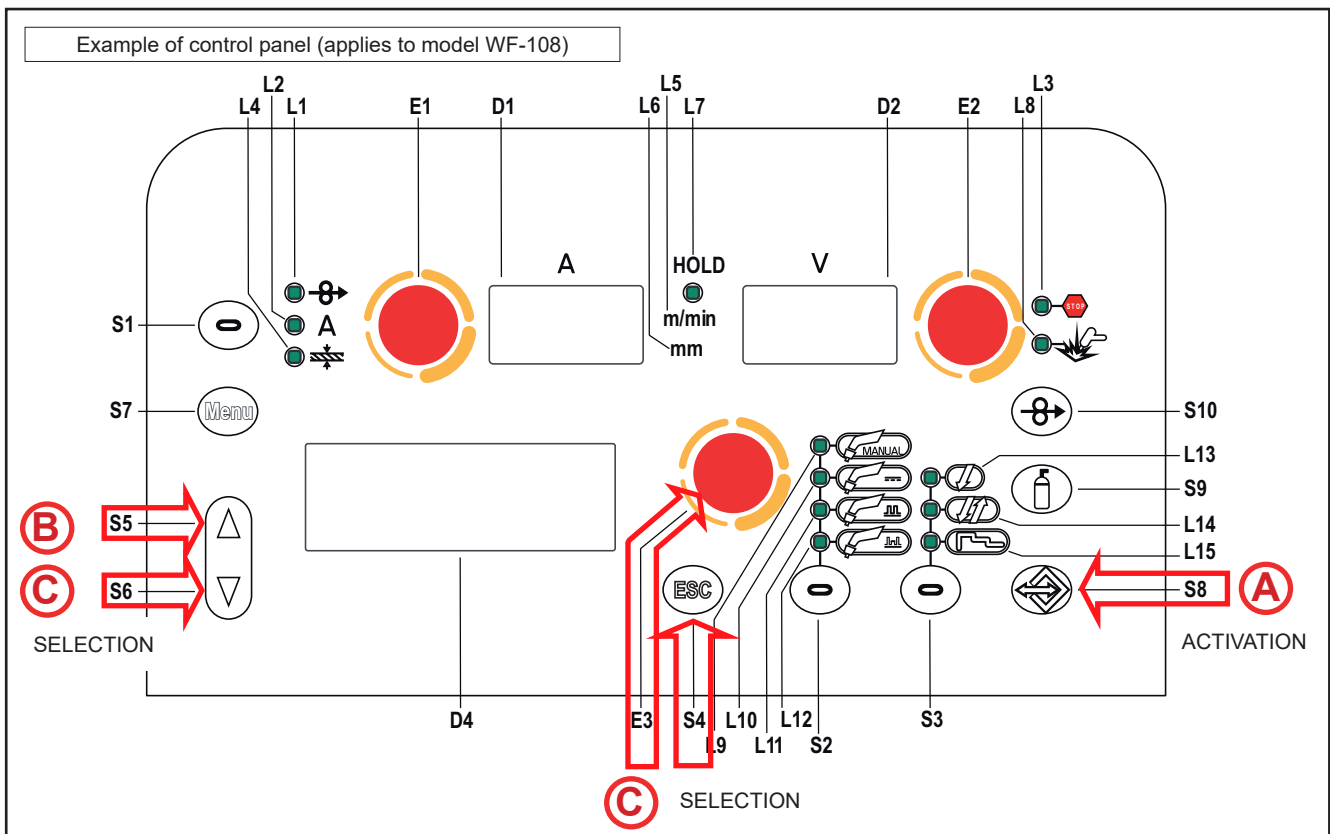 Example of control panel (applies to model WF-108)
L2 L5 L3
L4 L1 E1 D1 L6 L7 D2 E2 L8
A HOLD V
S1 A m/min STOP
mm
S7 Menu S10
MANUAL L13
S9
B S5 L14
L15
C S6 ESC S8 A
SELECTION ACTIVATION
D4 E3 S4 L10 L12 S3
L9 L11 S2
C SELECTION